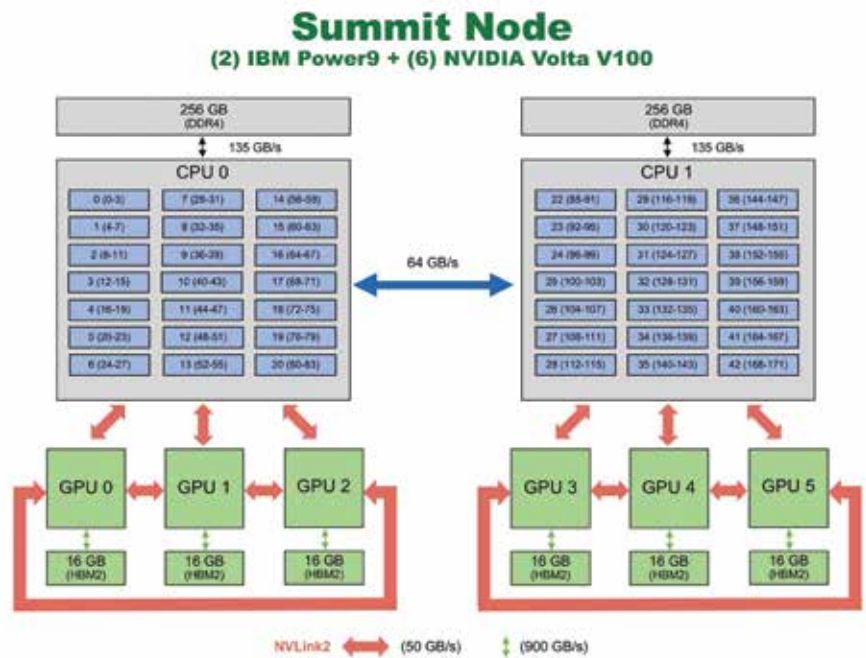 Summit Node
(2) IBM Power9 + (6) NVIDIA Volta V100
256 GB
(DDR4)
135 GB/s
CPU 0
0 (0-3)
7 (28-31)
14 (56-59)
1 (4-7)
8 (32-35)
15 (60-63)
2 (8-11)
9 (36-39)
16 (64-67)
3 (12-15)
10 (40-43)
17 (68-71)
4 (16-19)
11 (44-47)
18 (72-75)
5 (20-23)
12 (48-51)
19 (76-79)
6 (24-27)
13 (52-55)
20 (80-83)
64 GB/s
256 GB
(DDR4)
135 GB/s
CPU 1
22 (88-91)
29 (116-119)
36 (144-147)
23 (92-95)
30 (120-123)
37 (148-151)
24 (96-99)
31 (124-127)
38 (152-155)
25 (100-103)
32 (128-131)
39 (156-159)
26 (104-107)
33 (132-135)
40 (160-163)
27 (108-111)
34 (136-139)
41 (164-167)
28 (112-115)
35 (140-143)
42 (168-171)
GPU 0
GPU 1
GPU 2
16 GB
(HBM2)
16 GB
(HBM2)
16 GB
(HBM2)
GPU 3
GPU 4
GPU 5
16 GB
(HBM2)
16 GB
(HBM2)
16 GB
(HBM2)
NVLink2
(50 GB/s)
(900 GB/s)